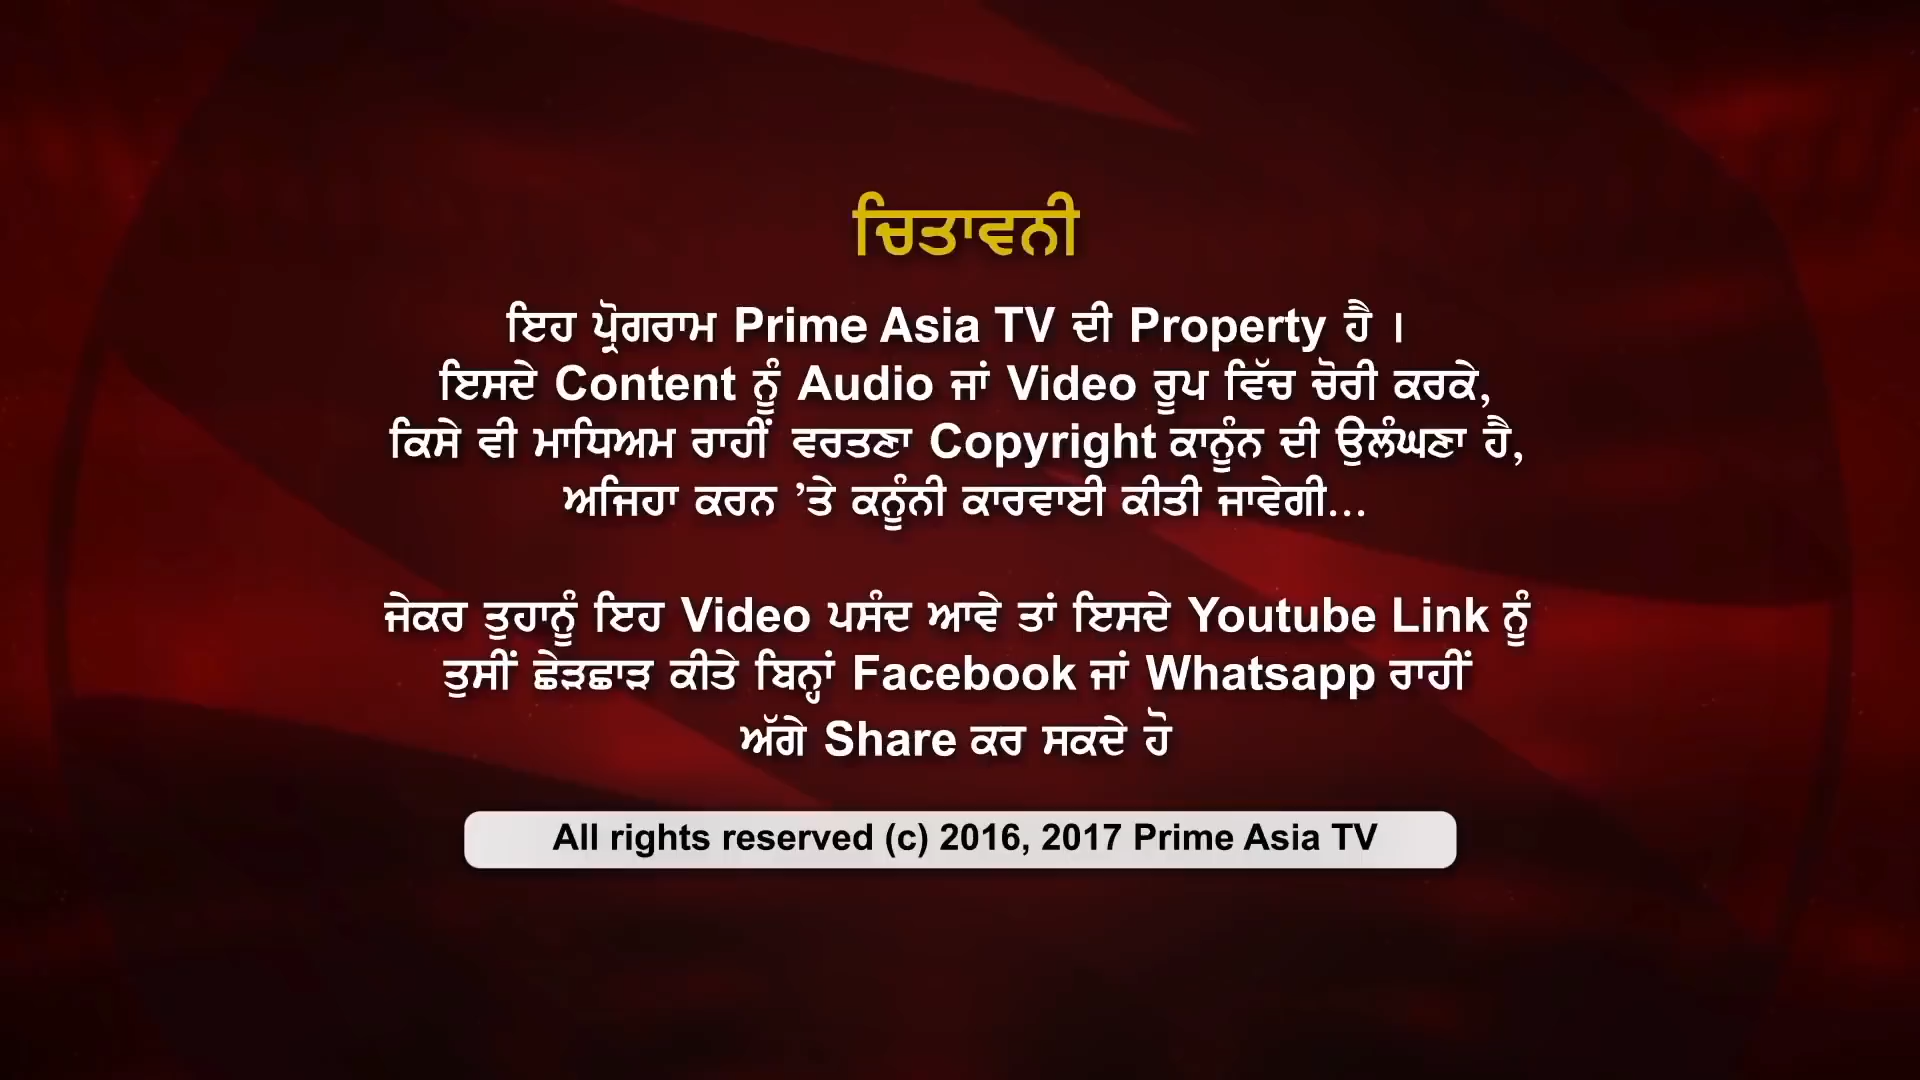 ਚਿਤਾਵਨੀ
ਇਹ ਪ੍ਰੋਗਰਾਮ Prime Asia TV ਦੀ Property ਹੈ ।
ਇਸਦੇ Content ਨੂੰ Audio ਜਾਂ Video ਰੂਪ ਵਿੱਚ ਚੋਰੀ ਕਰਕੇ,
ਕਿਸੇ ਵੀ ਮਾਧਿਅਮ ਰਾਹੀਂ ਵਰਤਣਾ Copyright ਕਾਨੂੰਨ ਦੀ ਉਲੰਘਣਾ ਹੈ,
ਅਜਿਹਾ ਕਰਨ ’ਤੇ ਕਨੂੰਨੀ ਕਾਰਵਾਈ ਕੀਤੀ ਜਾਵੇਗੀ...
ਜੇਕਰ ਤੁਹਾਨੂੰ ਇਹ Video ਪਸੰਦ ਆਵੇ ਤਾਂ ਇਸਦੇ Youtube Link ਨੂੰ
ਤੁਸੀਂ ਛੇੜਛਾੜ ਕੀਤੇ ਬਿਨ੍ਹਾਂ Facebook ਜਾਂ Whatsapp ਰਾਹੀਂ
ਅੱਗੇ Share ਕਰ ਸਕਦੇ ਹੋ
All rights reserved (c) 2016, 2017 Prime Asia TV